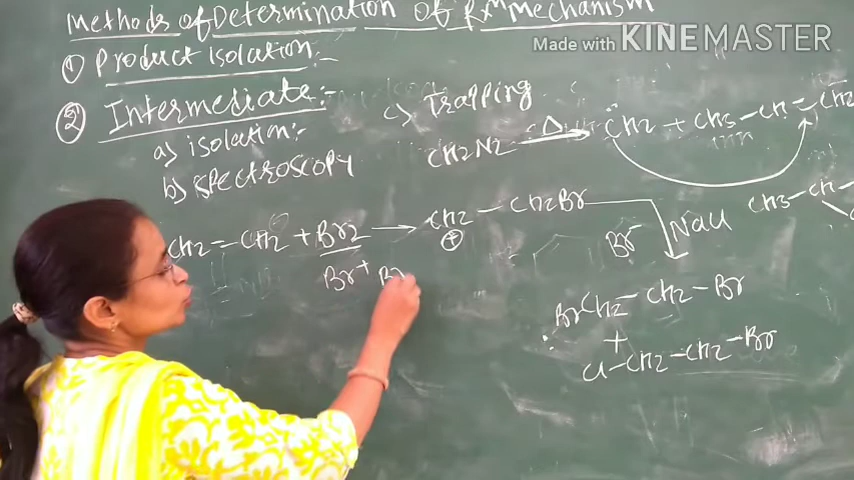 Methods of Determination of Rxⁿ Mechanism
Made with KINEMASTER
① Product Isolation :-
② Intermediate :-
a) isolation :-
b) spectroscopy
c) Trapping
CH2N2 —Δ→ :CH2 + CH3-CH=CH2
CH3-CH-
CH2=CH2 + Br2 → CH2-CH2Br
⊕
Br⁺ Br
Br⁻ NaCl
BrCH2-CH2-Br
+
Cl-CH2-CH2-Br